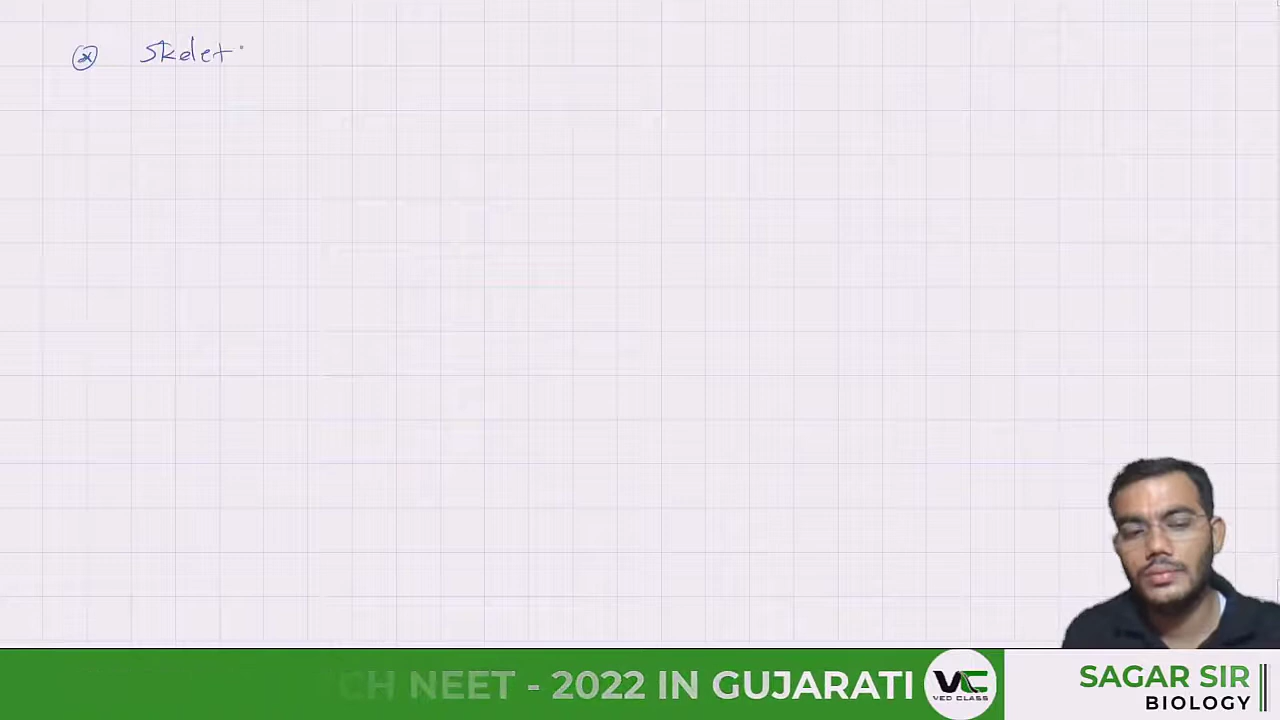 Skelet
CH NEET - 2022 IN GUJARATI
VC
VED CLASS
SAGAR SIR
BIOLOGY